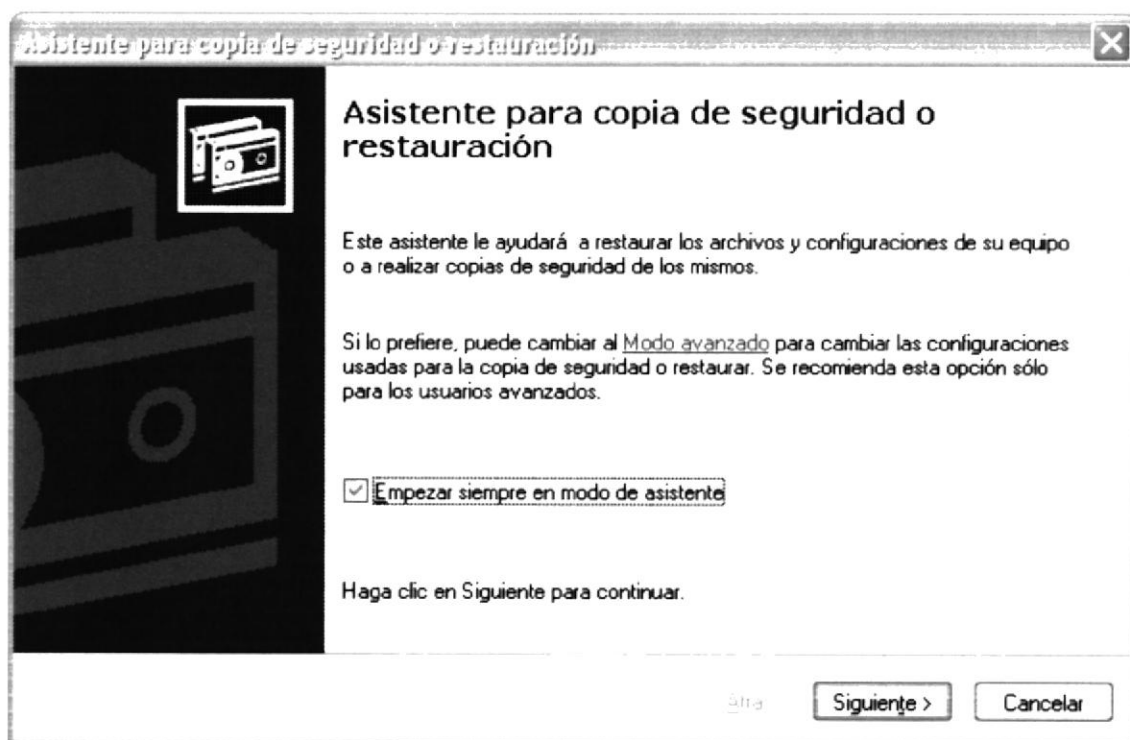 Asistente para copia de seguridad o restauración
Asistente para copia de seguridad o
restauración
Este asistente le ayudará a restaurar los archivos y configuraciones de su equipo
o a realizar copias de seguridad de los mismos.
Si lo prefiere, puede cambiar al Modo avanzado para cambiar las configuraciones
usadas para la copia de seguridad o restaurar. Se recomienda esta opción sólo
para los usuarios avanzados.
Empezar siempre en modo de asistente
Haga clic en Siguiente para continuar.
Siguiente > Cancelar